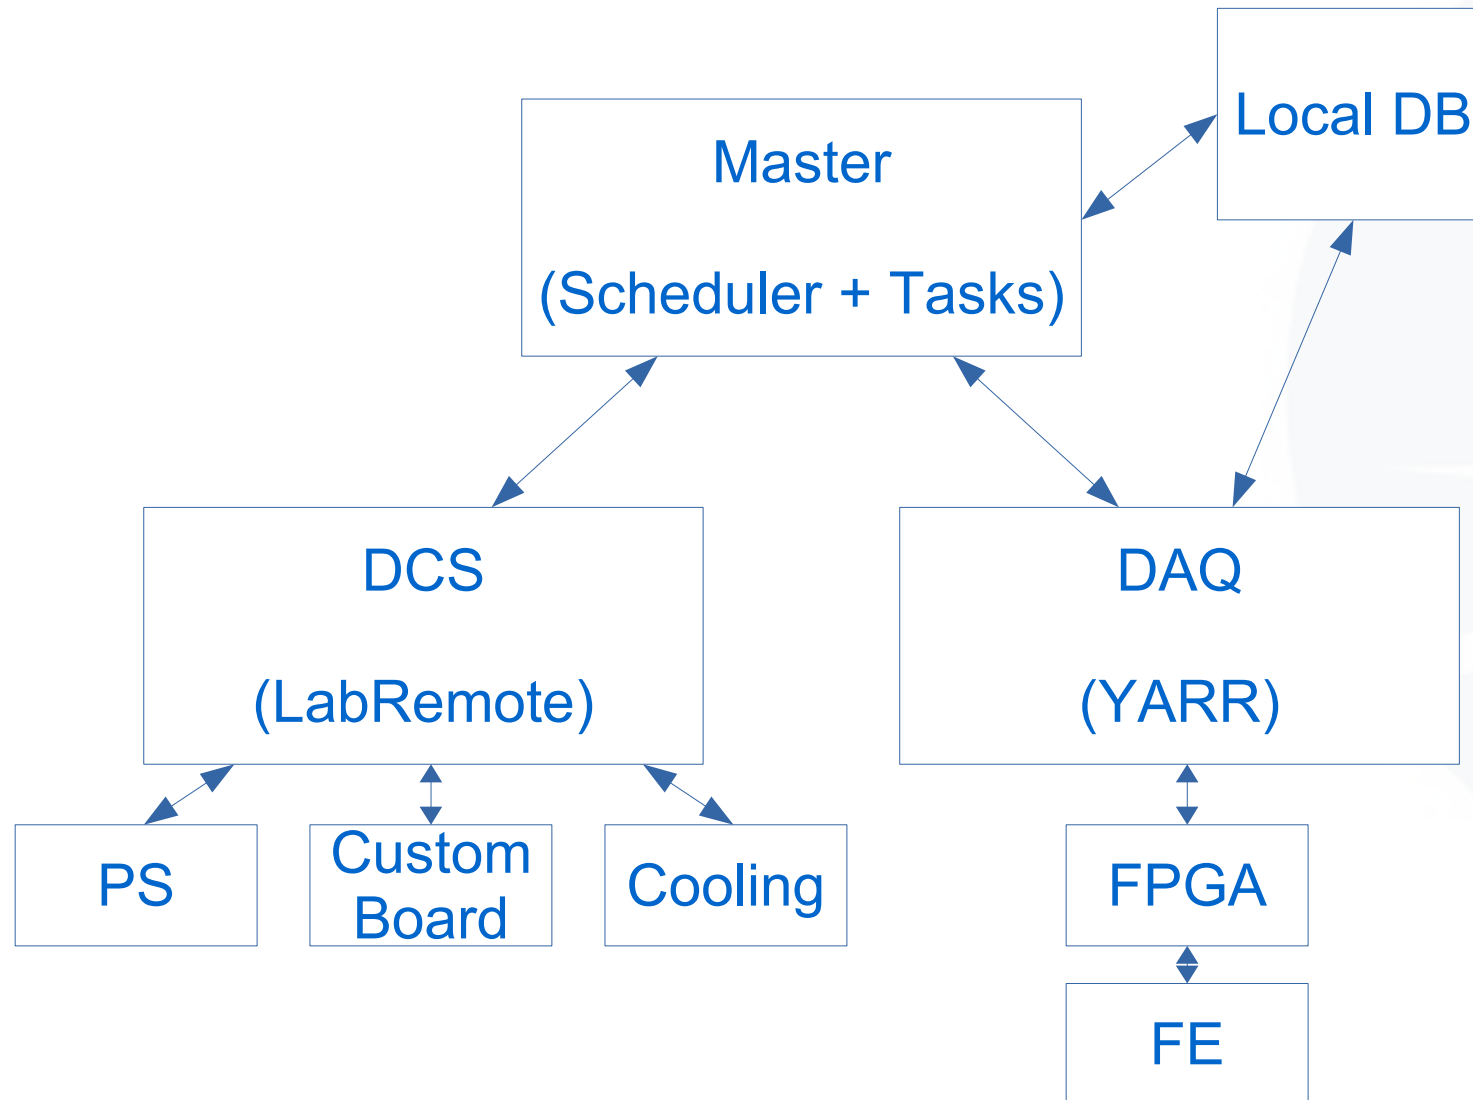 Local DB
Master
(Scheduler + Tasks)
DCS
(LabRemote)
DAQ
(YARR)
PS
Custom
Board
Cooling
FPGA
FE